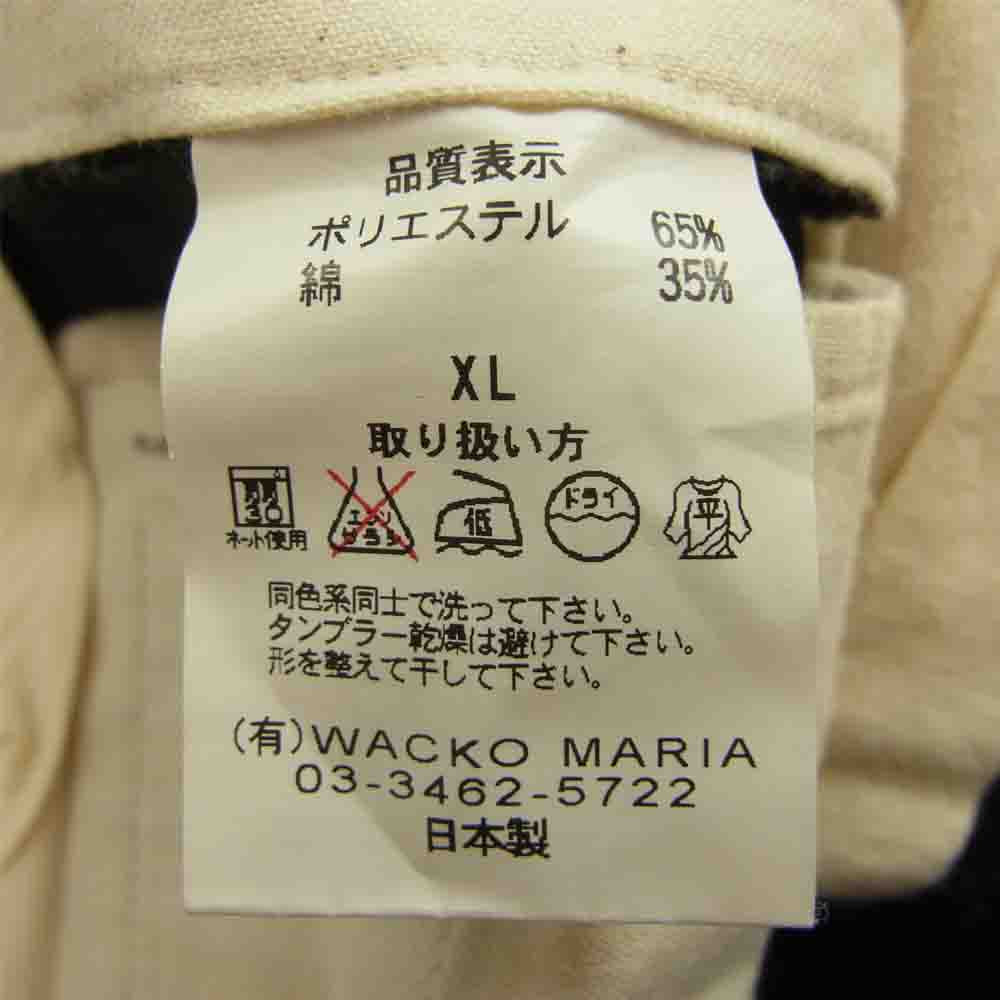 品質表示
ポリエステル 65%
綿 35%
XL
取り扱い方
弱
30
ネット使用
エンソ
サラシ
低
ドライ
平
同色系同士で洗って下さい。
タンブラー乾燥は避けて下さい。
形を整えて干して下さい。
(有)WACKO MARIA
03-3462-5722
日本製